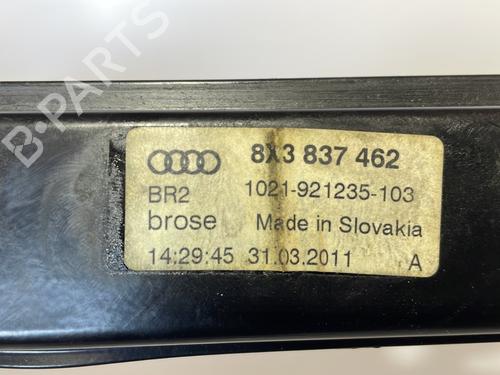 B-PARTS
8X3 837 462
BR2 1021-921235-103
brose Made in Slovakia
14:29:45 31.03.2011 A